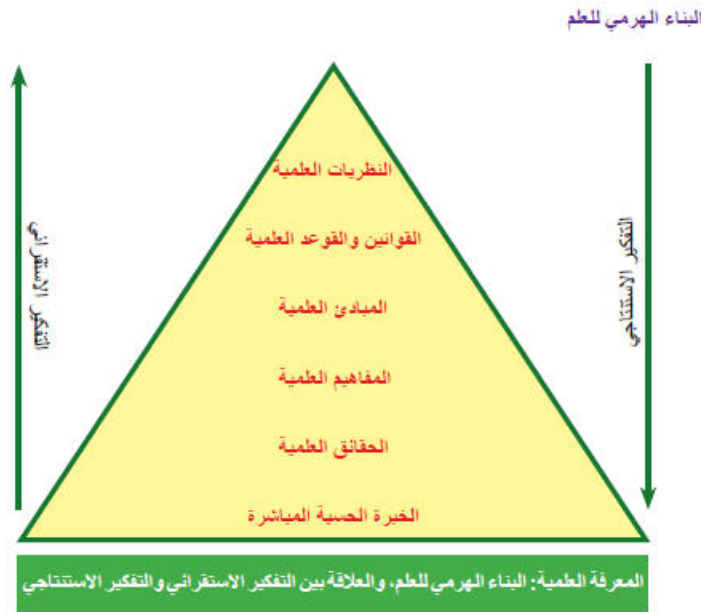 البناء الهرمي للعلم
النظريات العلمية
القوانين والقوعد العلمية
المبادئ العلمية
المفاهيم العلمية
الحقائق العلمية
الخبرة الحسية المباشرة
التفكير الاستنتاجي
التفكير الاستقرائي
المعرفة العلمية: البناء الهرمي للعلم، والعلاقة بين التفكير الاستقرائي والتفكير الاستنتاجي